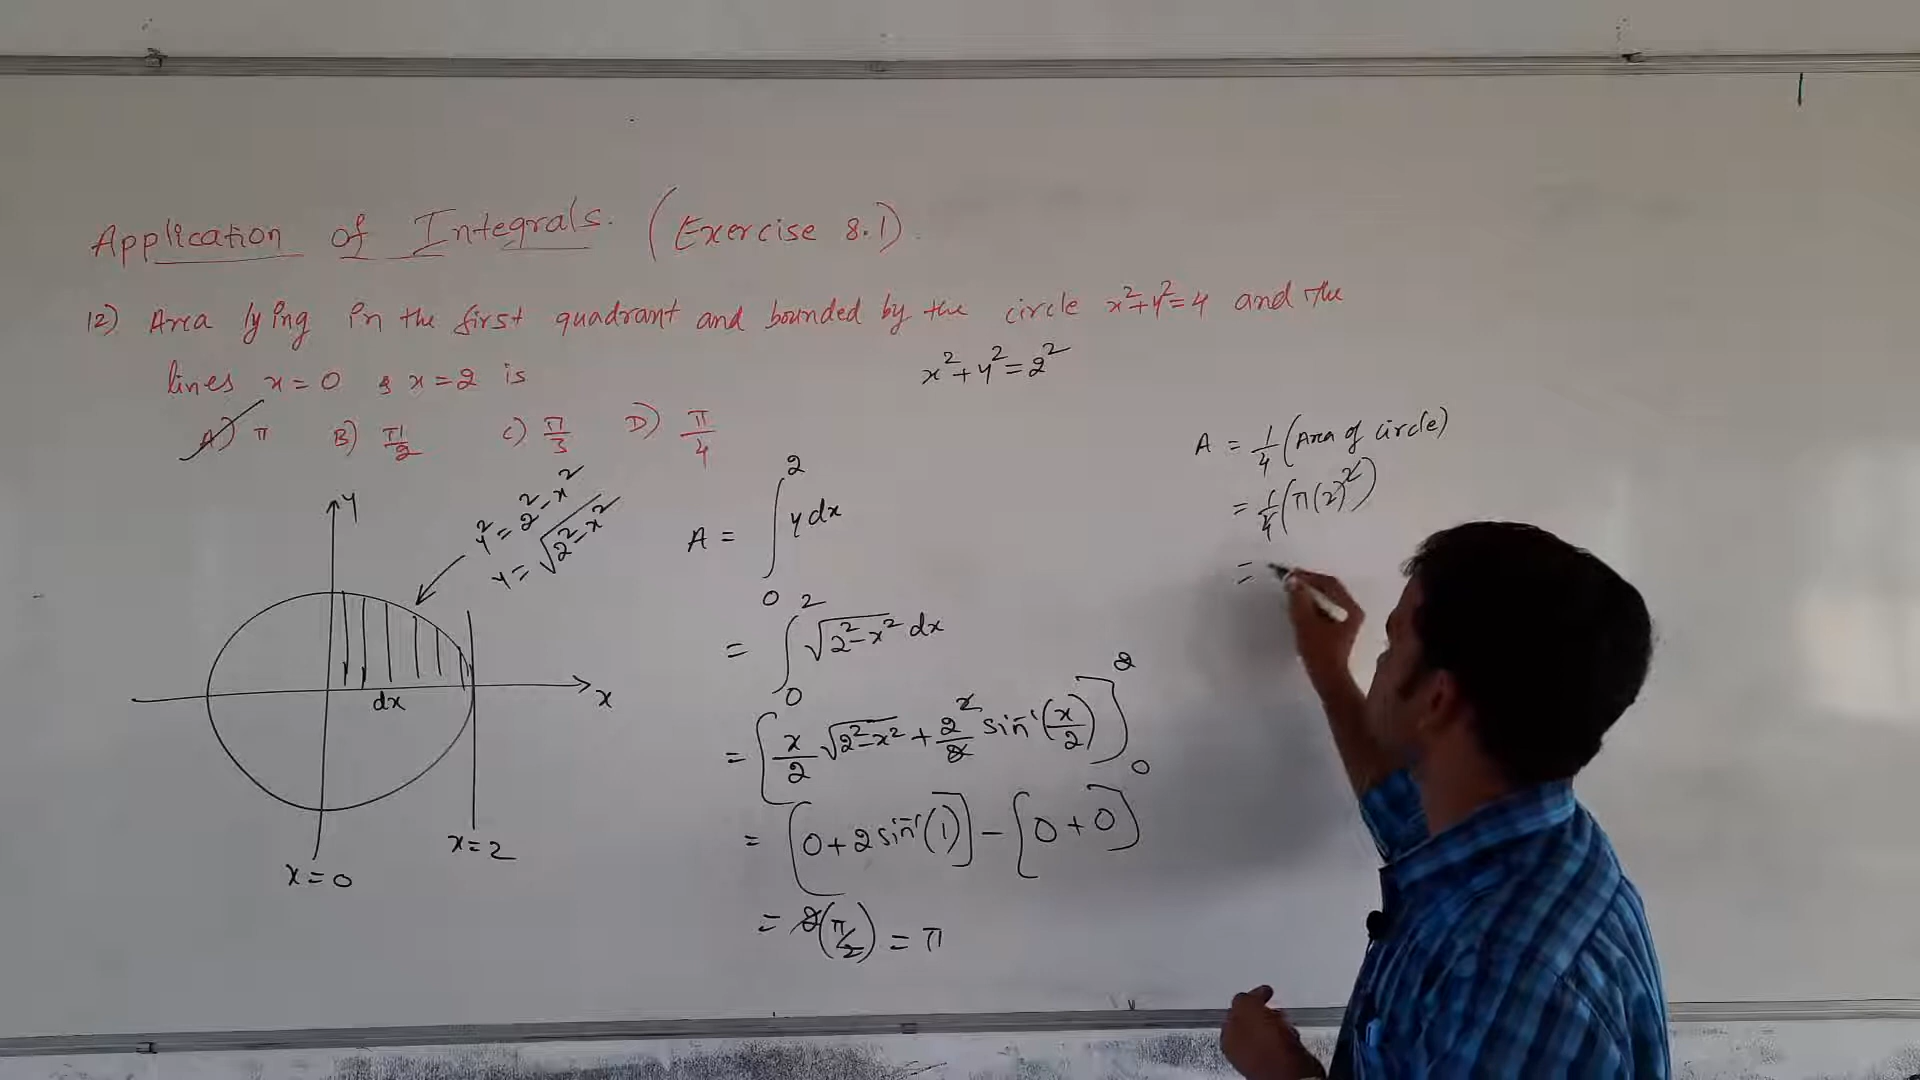 Application of Integrals. (Exercise 8.1)
12) Area lying in the first quadrant and bounded by the circle x²+y²=4 and the
lines x=0 & x=2 is
x²+y²=2²
A) π B) π/2 C) π/3 D) π/4
y²=2²-x²
y=√(2²-x²)
Y
X
dx
x=0
x=2
A = ∫₀² y dx
= ∫₀² √(2²-x²) dx
= [x/2 √(2²-x²) + 2²/2 sin⁻¹(x/2)]₀²
= [0+2sin⁻¹(1)] - [0+0]
= 2(π/2) = π
A = 1/4 (Area of circle)
= 1/4 (π(2)²)
=